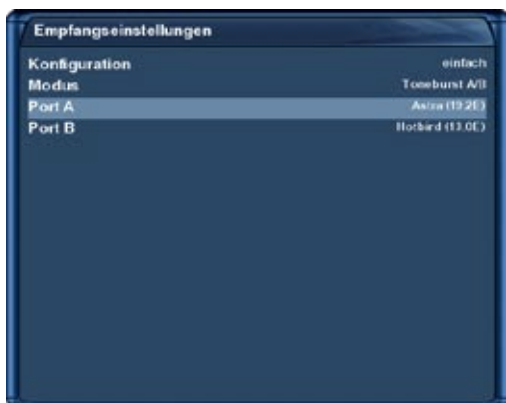 Empfangseinstellungen
Konfiguration einfach
Modus Toneburst A/B
Port A Astra (19.2E)
Port B Hotbird (13.0E)